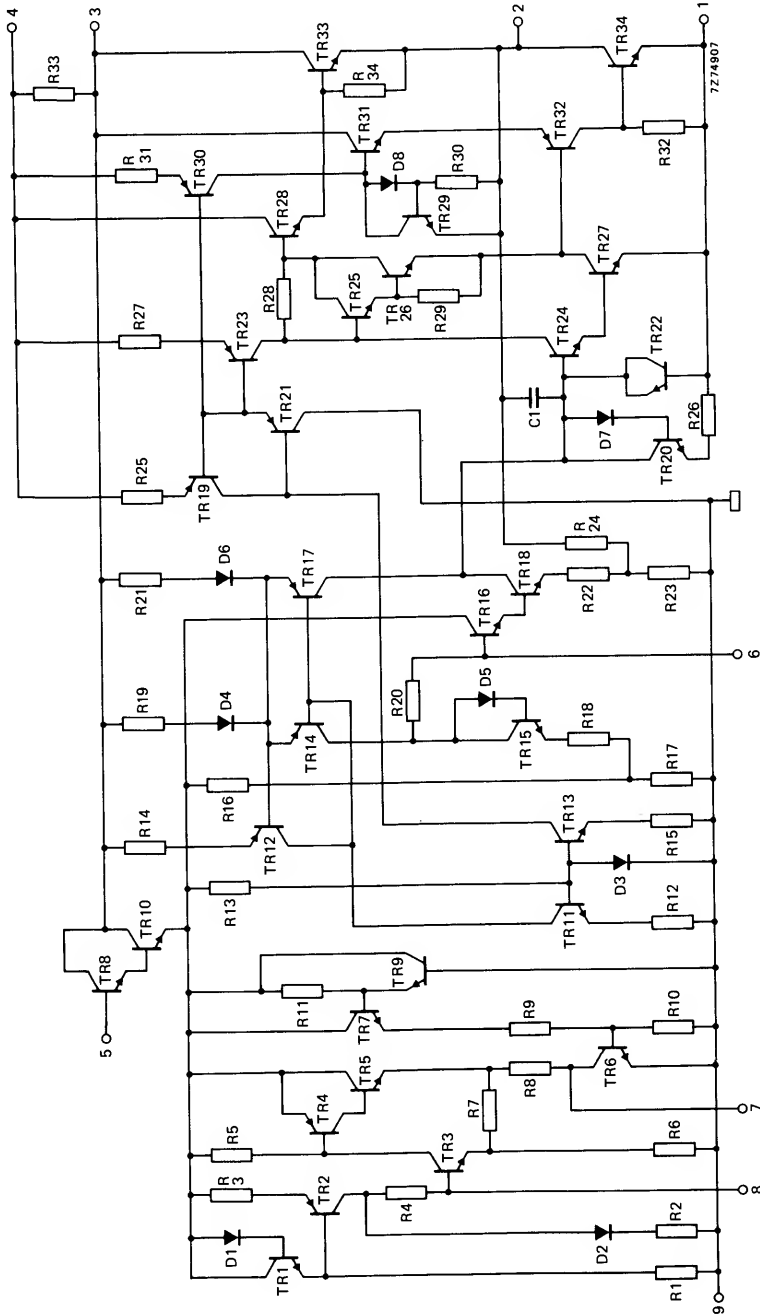 4
3
2
1
R33
TR33
R
34
TR34
7Z74907
R
31
TR30
TR31
D8
R30
TR32
R32
TR28
TR29
R28
TR25
TR
26
R29
TR27
R27
TR23
TR24
TR22
TR21
C1
D7
R26
TR20
R25
TR19
R
24
R21
D6
TR17
TR16
TR18
R22
R23
6
R20
R19
D4
TR14
D5
TR15
R18
R16
R17
R14
TR12
TR13
R15
R13
D3
TR11
R12
TR8
TR10
5
R11
TR9
TR7
R9
R10
TR5
TR4
R8
TR6
R7
7
R5
TR3
R6
R
3
TR2
R4
8
D1
TR1
D2
R2
R1
9